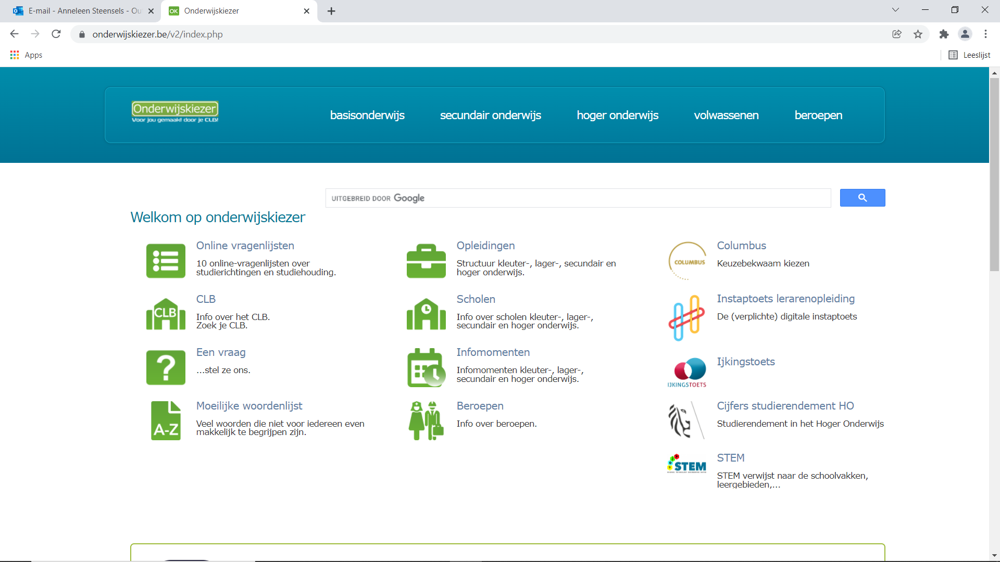 E-mail - Anneleen Steensels - Ou
OK Onderwijskiezer
onderwijskiezer.be/v2/index.php
Apps
Leeslijst
Onderwijskiezer
Voor jou gemaakt door je CLB!
basisonderwijs
secundair onderwijs
hoger onderwijs
volwassenen
beroepen
UITGEBREID DOOR Google
Welkom op onderwijskiezer
Online vragenlijsten
10 online-vragenlijsten over
studierichtingen en studiehouding.
CLB
CLB
Info over het CLB.
Zoek je CLB.
?
Een vraag
...stel ze ons.
A-Z
Moeilijke woordenlijst
Veel woorden die niet voor iedereen even
makkelijk te begrijpen zijn.
Opleidingen
Structuur kleuter-, lager-, secundair en
hoger onderwijs.
Scholen
Info over scholen kleuter-, lager-,
secundair en hoger onderwijs.
Infomomenten
Infomomenten kleuter-, lager-,
secundair en hoger onderwijs.
Beroepen
Info over beroepen.
COLUMBUS
Columbus
Keuzebekwaam kiezen
Instaptoets lerarenopleiding
De (verplichte) digitale instaptoets
IJKINGSTOETS
Ijkingstoets
Cijfers studierendement HO
Studierendement in het Hoger Onderwijs
STEM
STEM
STEM verwijst naar de schoolvakken,
leergebieden,...